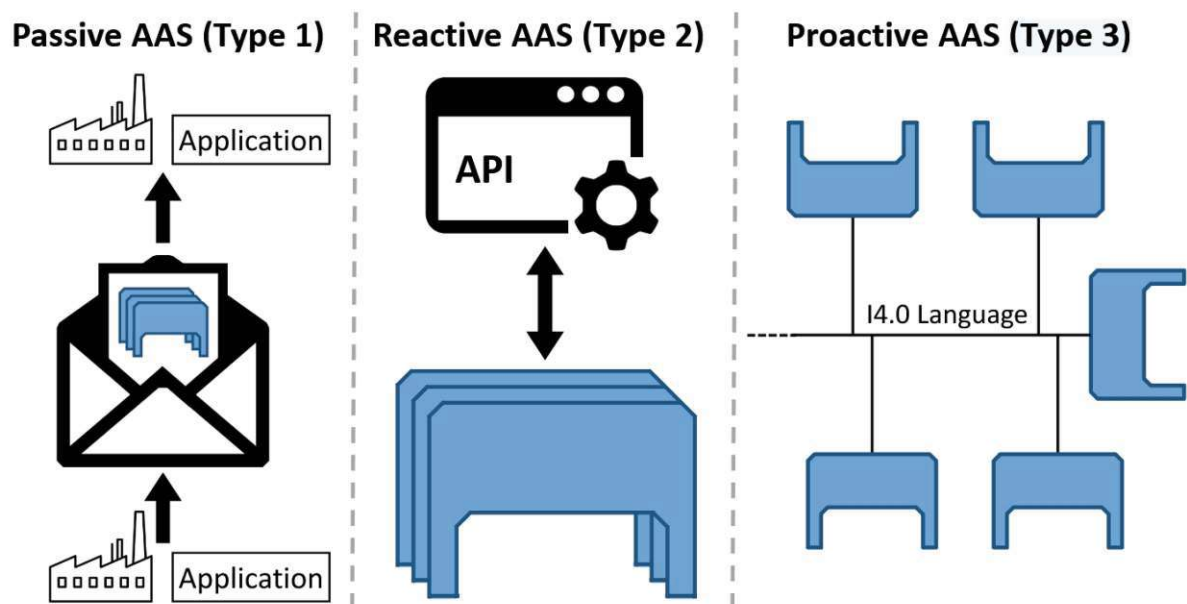 Passive AAS (Type 1)
Application
Application
Reactive AAS (Type 2)
API
Proactive AAS (Type 3)
I4.0 Language